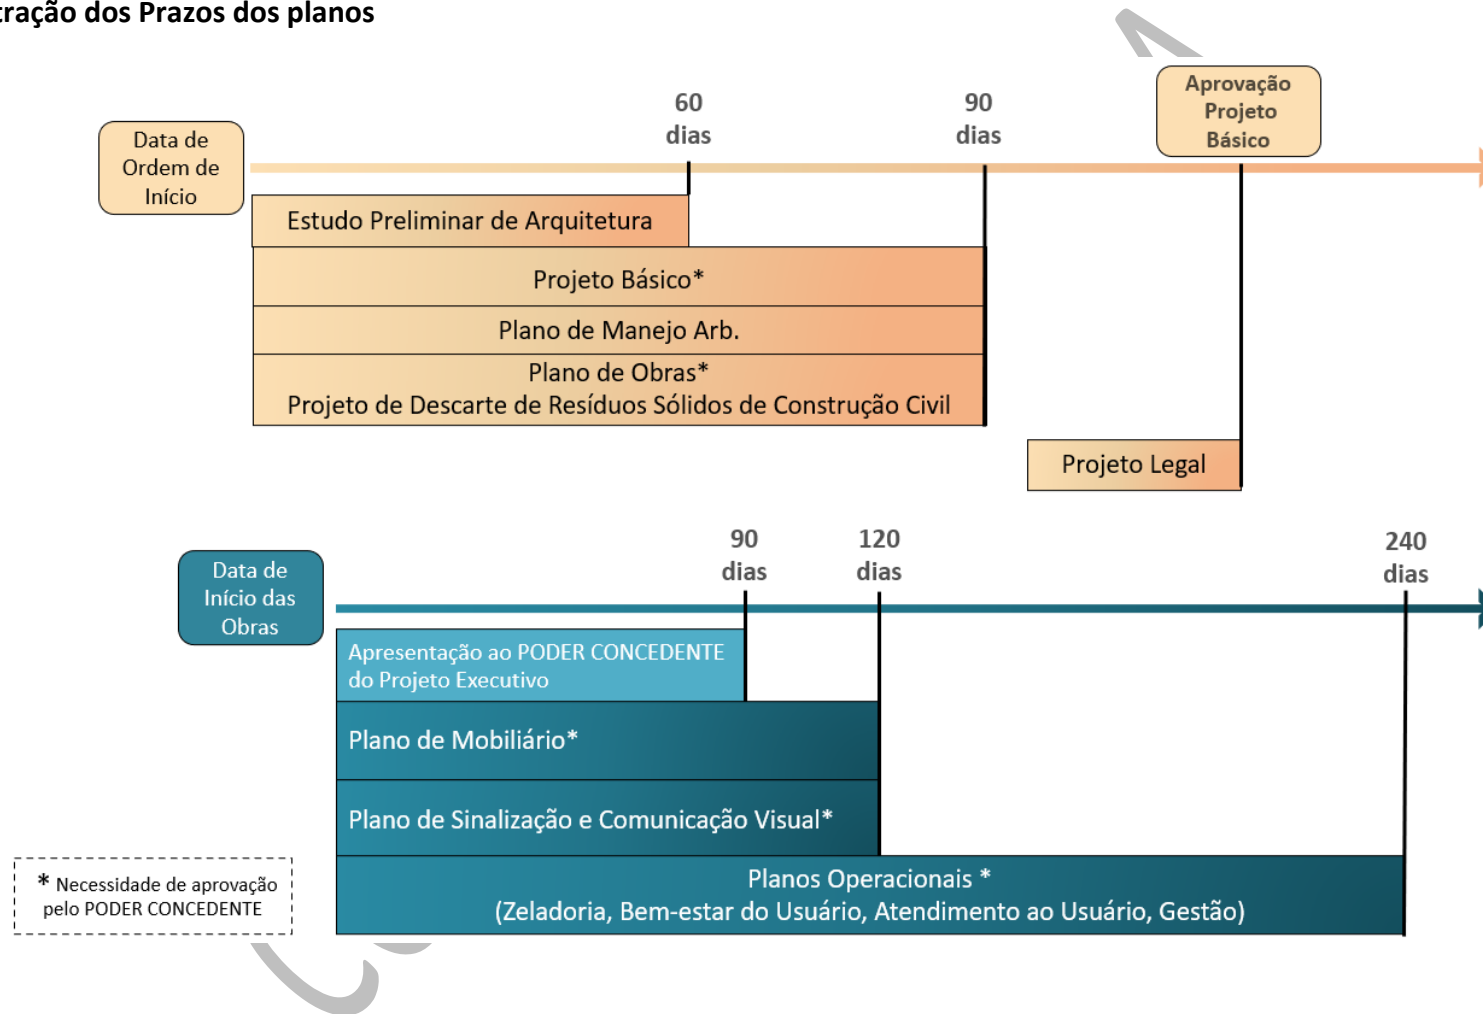 tração dos Prazos dos planos
Data de
Ordem de
Início
60
dias
90
dias
Aprovação
Projeto
Básico
Estudo Preliminar de Arquitetura
Projeto Básico*
Plano de Manejo Arb.
Plano de Obras*
Projeto de Descarte de Resíduos Sólidos de Construção Civil
Projeto Legal
Data de
Início das
Obras
90
dias
120
dias
240
dias
Apresentação ao PODER CONCEDENTE
do Projeto Executivo
Plano de Mobiliário*
Plano de Sinalização e Comunicação Visual*
Planos Operacionais *
(Zeladoria, Bem-estar do Usuário, Atendimento ao Usuário, Gestão)
* Necessidade de aprovação
pelo PODER CONCEDENTE